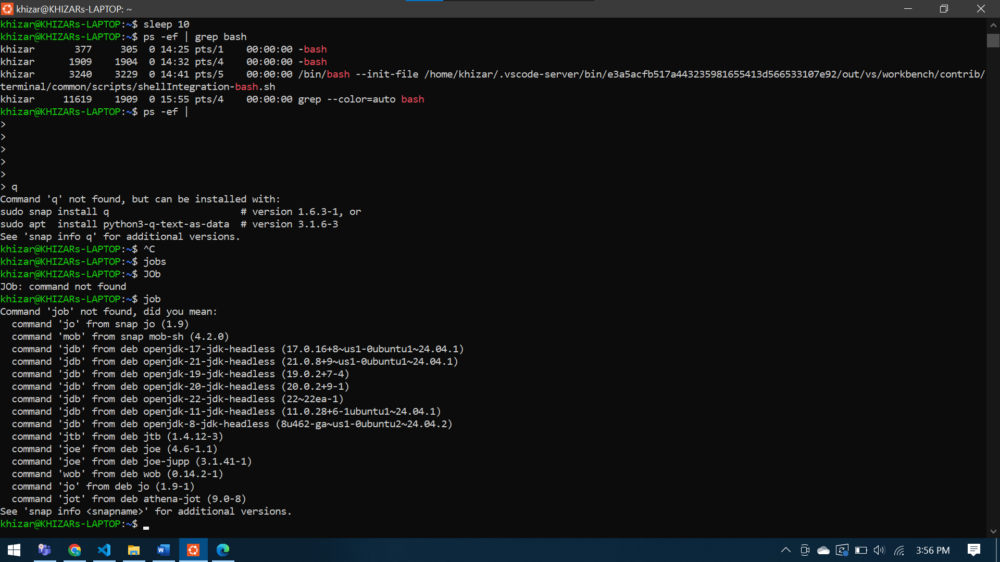 khizar@KHIZARs-LAPTOP: ~
khizar@KHIZARs-LAPTOP:~$ sleep 10
khizar@KHIZARs-LAPTOP:~$ ps -ef | grep bash
khizar       377     305  0 14:25 pts/1    00:00:00 -bash
khizar      1909    1904  0 14:32 pts/4    00:00:00 -bash
khizar      3240    3229  0 14:41 pts/5    00:00:00 /bin/bash --init-file /home/khizar/.vscode-server/bin/e3a5acfb517a443235981655413d566533107e92/out/vs/workbench/contrib/
terminal/common/scripts/shellIntegration-bash.sh
khizar     11619    1909  0 15:55 pts/4    00:00:00 grep --color=auto bash
khizar@KHIZARs-LAPTOP:~$ ps -ef |
>
>
>
>
>
> q
Command 'q' not found, but can be installed with:
sudo snap install q                       # version 1.6.3-1, or
sudo apt  install python3-q-text-as-data  # version 3.1.6-3
See 'snap info q' for additional versions.
khizar@KHIZARs-LAPTOP:~$ ^C
khizar@KHIZARs-LAPTOP:~$ jobs
khizar@KHIZARs-LAPTOP:~$ JOb
JOb: command not found
khizar@KHIZARs-LAPTOP:~$ job
Command 'job' not found, did you mean:
  command 'jo' from snap jo (1.9)
  command 'mob' from snap mob-sh (4.2.0)
  command 'jdb' from deb openjdk-17-jdk-headless (17.0.16+8~us1-0ubuntu1~24.04.1)
  command 'jdb' from deb openjdk-21-jdk-headless (21.0.8+9~us1-0ubuntu1~24.04.1)
  command 'jdb' from deb openjdk-19-jdk-headless (19.0.2+7-4)
  command 'jdb' from deb openjdk-20-jdk-headless (20.0.2+9-1)
  command 'jdb' from deb openjdk-22-jdk-headless (22~22ea-1)
  command 'jdb' from deb openjdk-11-jdk-headless (11.0.28+6-1ubuntu1~24.04.1)
  command 'jdb' from deb openjdk-8-jdk-headless (8u462-ga~us1-0ubuntu2~24.04.2)
  command 'jtb' from deb jtb (1.4.12-3)
  command 'joe' from deb joe (4.6-1.1)
  command 'joe' from deb joe-jupp (3.1.41-1)
  command 'wob' from deb wob (0.14.2-1)
  command 'jo' from deb jo (1.9-1)
  command 'jot' from deb athena-jot (9.0-8)
See 'snap info <snapname>' for additional versions.
khizar@KHIZARs-LAPTOP:~$
3:56 PM